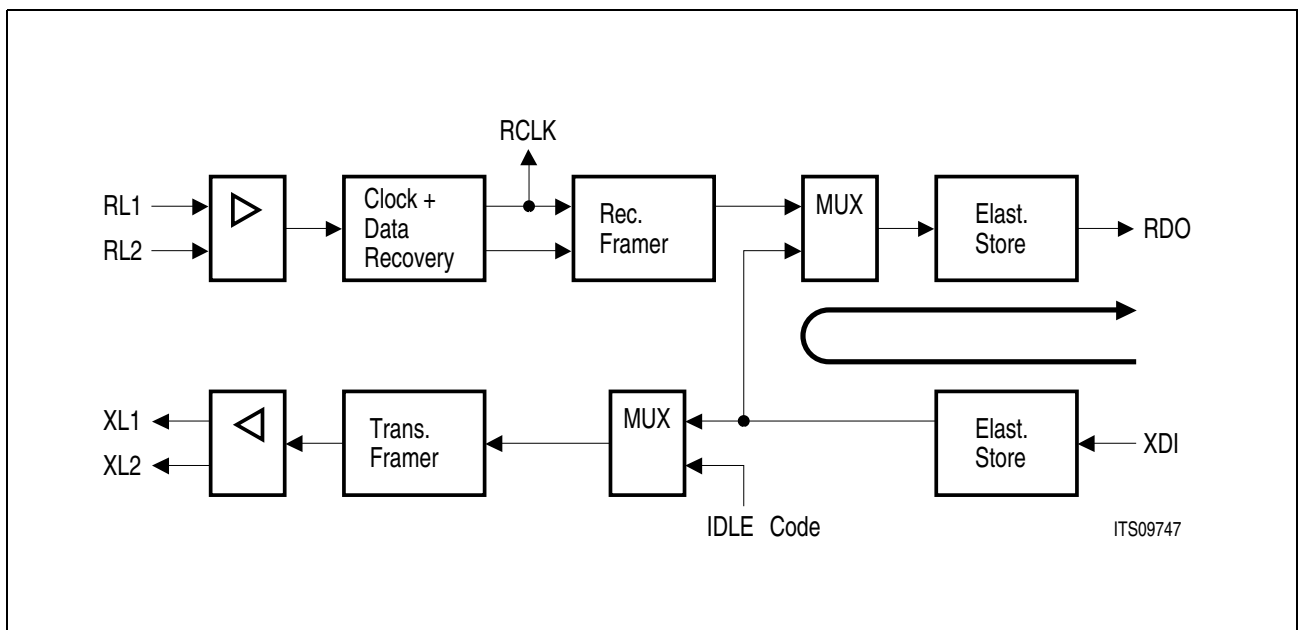 RCLK
RL1
RL2
Clock +
Data
Recovery
Rec.
Framer
MUX
Elast.
Store
RDO
XL1
XL2
Trans.
Framer
MUX
Elast.
Store
XDI
IDLE Code
ITS09747